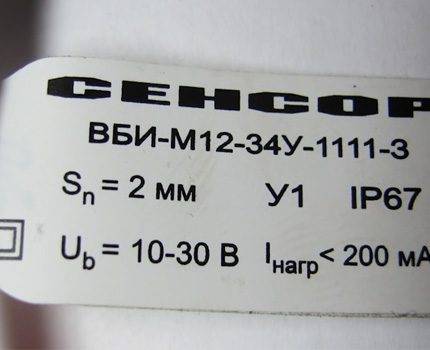 СЕНСОР
ВБИ-М12-34У-1111-З
Sn = 2 мм У1 IP67
Ub = 10-30 В Iнагр < 200 мА